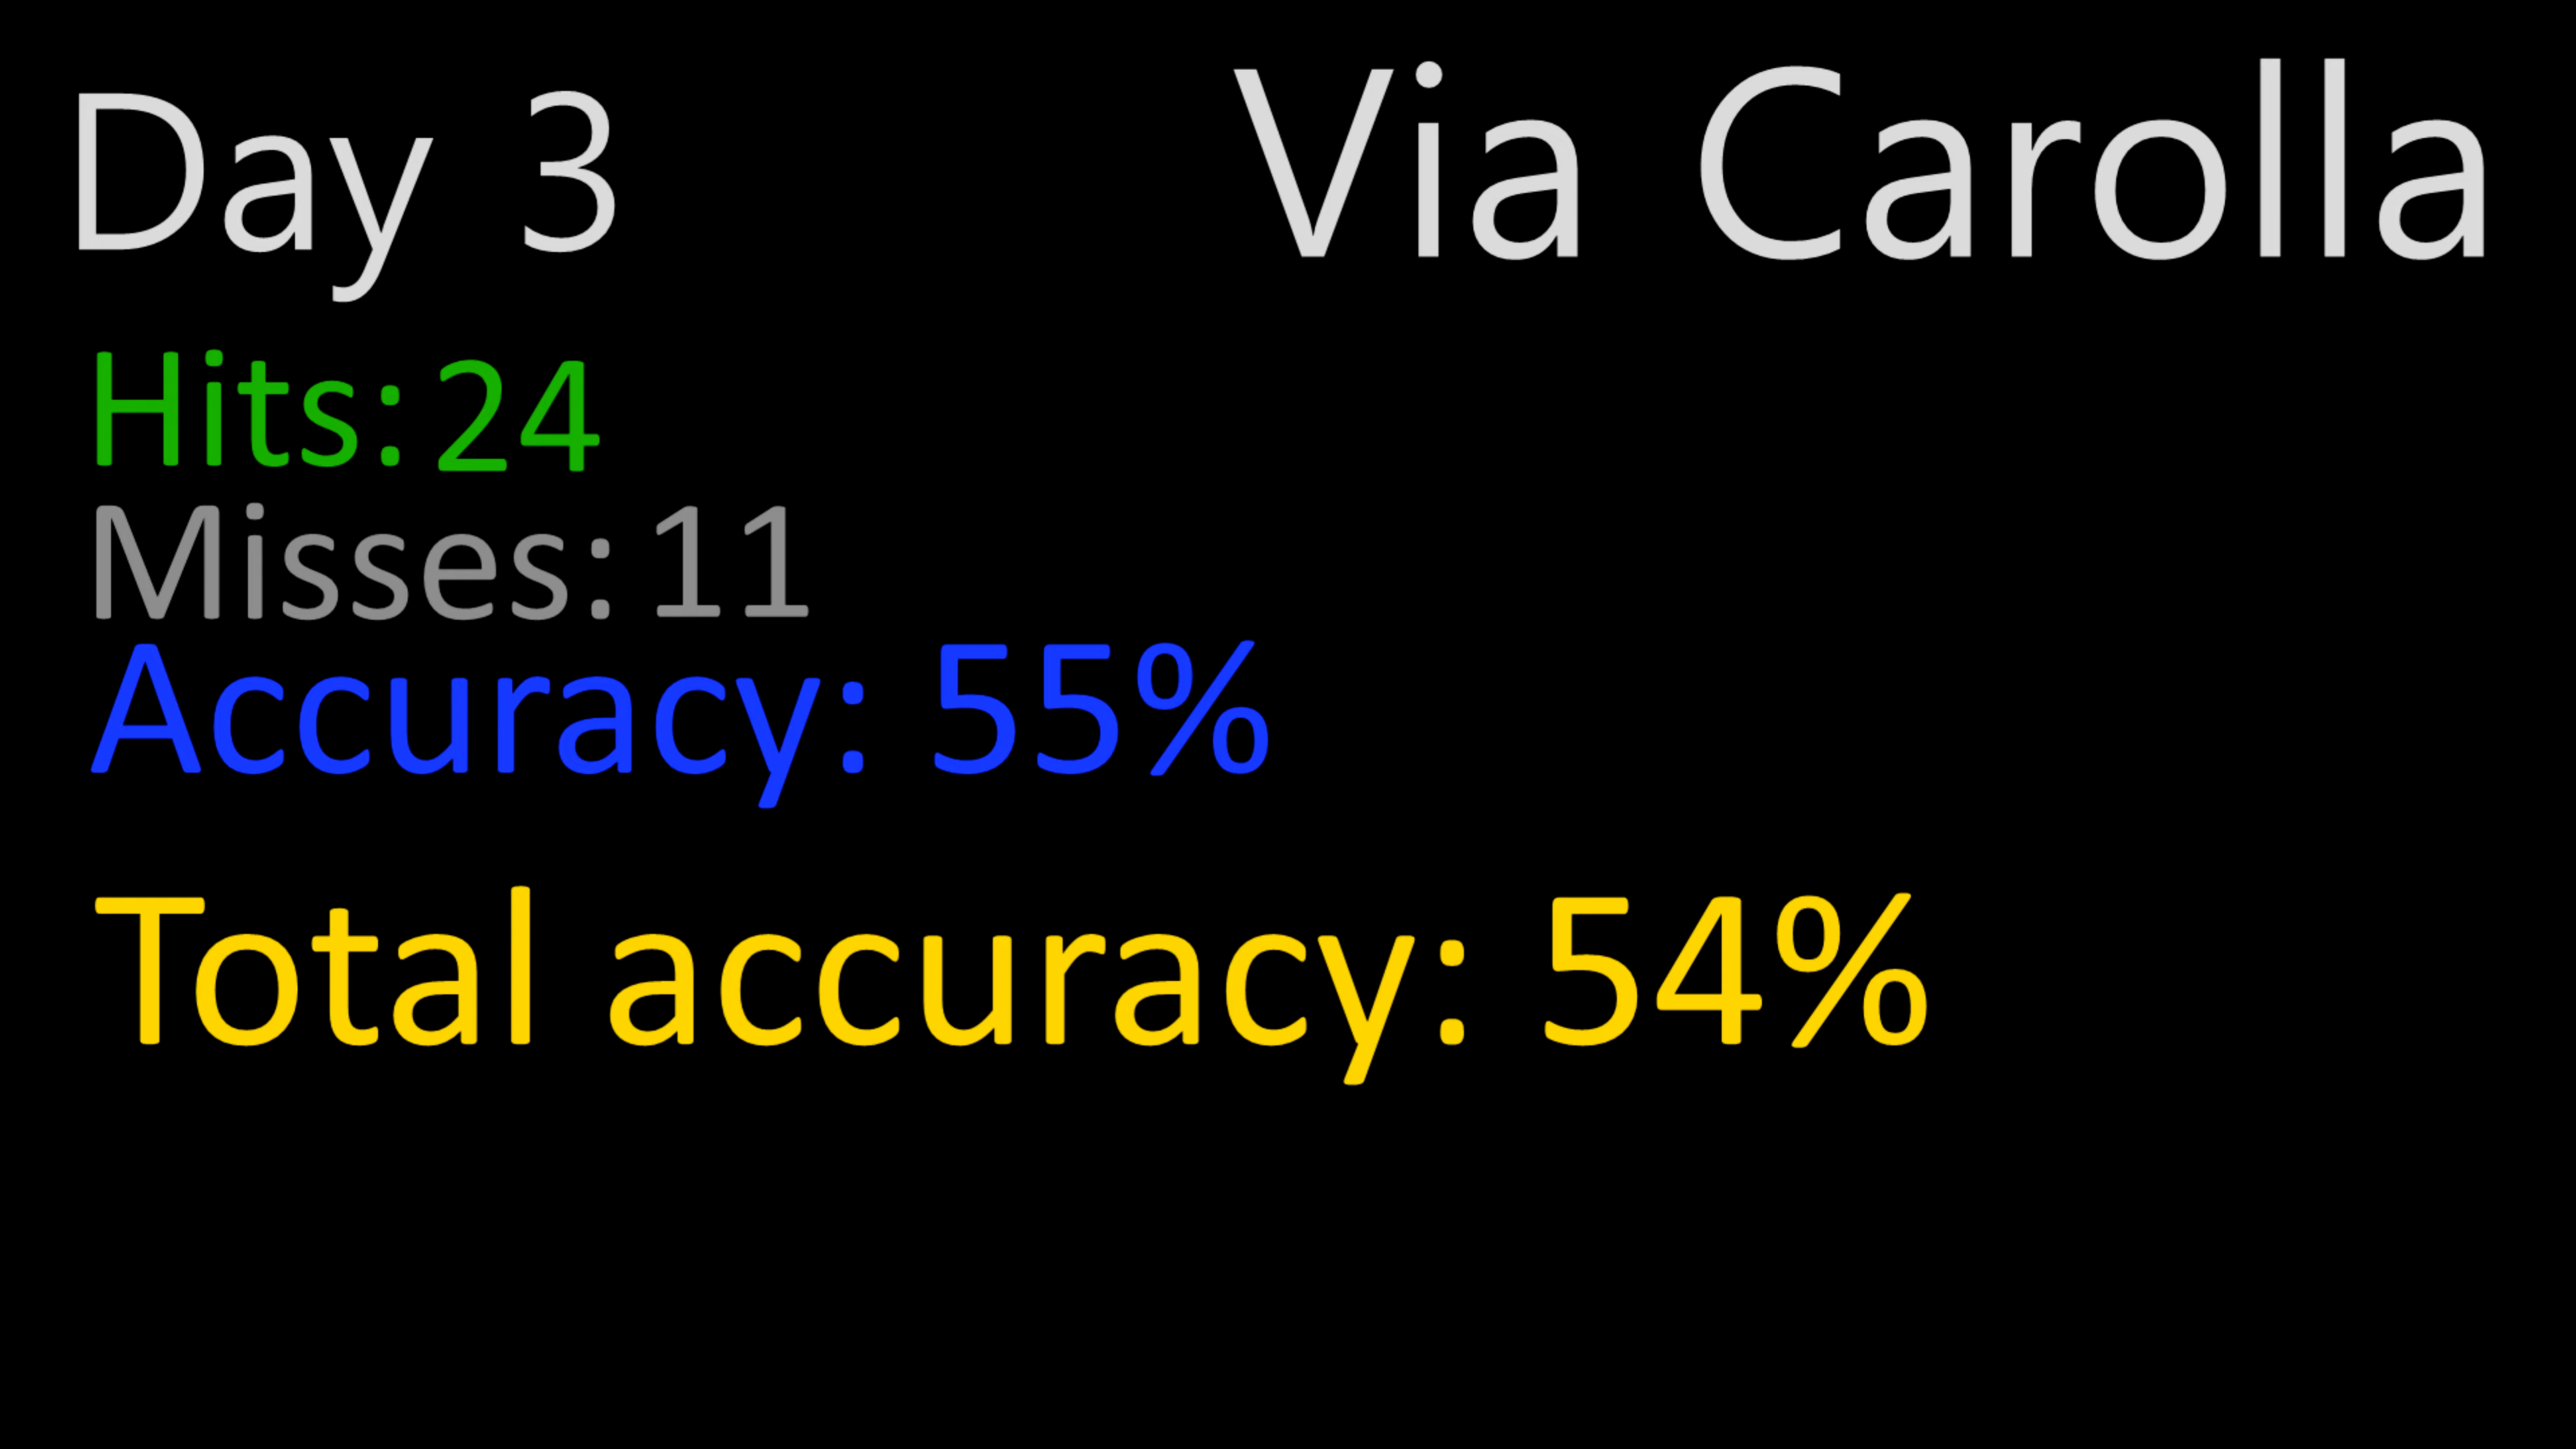 Day 3
Via Carolla
Hits: 24
Misses: 11
Accuracy: 55%
Total accuracy: 54%